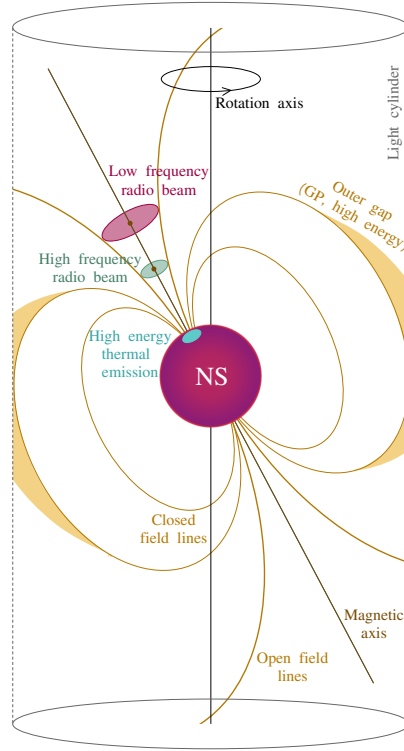 Rotation axis
Light cylinder
Low frequency
radio beam
Outer gap
(GP, high energy)
High frequency
radio beam
High energy
thermal
emission
NS
Closed
field lines
Magnetic
axis
Open field
lines